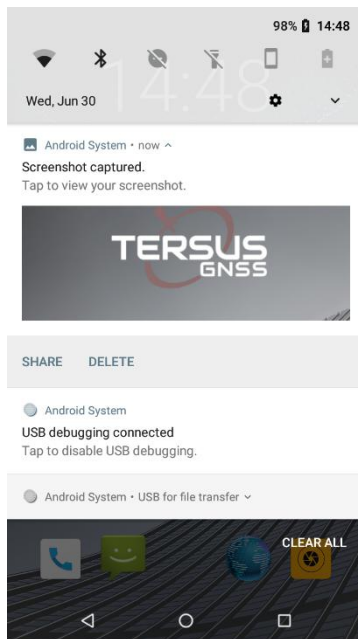 98% 14:48
14:48
Wed, Jun 30
Android System • now
Screenshot captured.
Tap to view your screenshot.
TERSUS
GNSS
SHARE DELETE
Android System
USB debugging connected
Tap to disable USB debugging.
Android System • USB for file transfer
CLEAR ALL